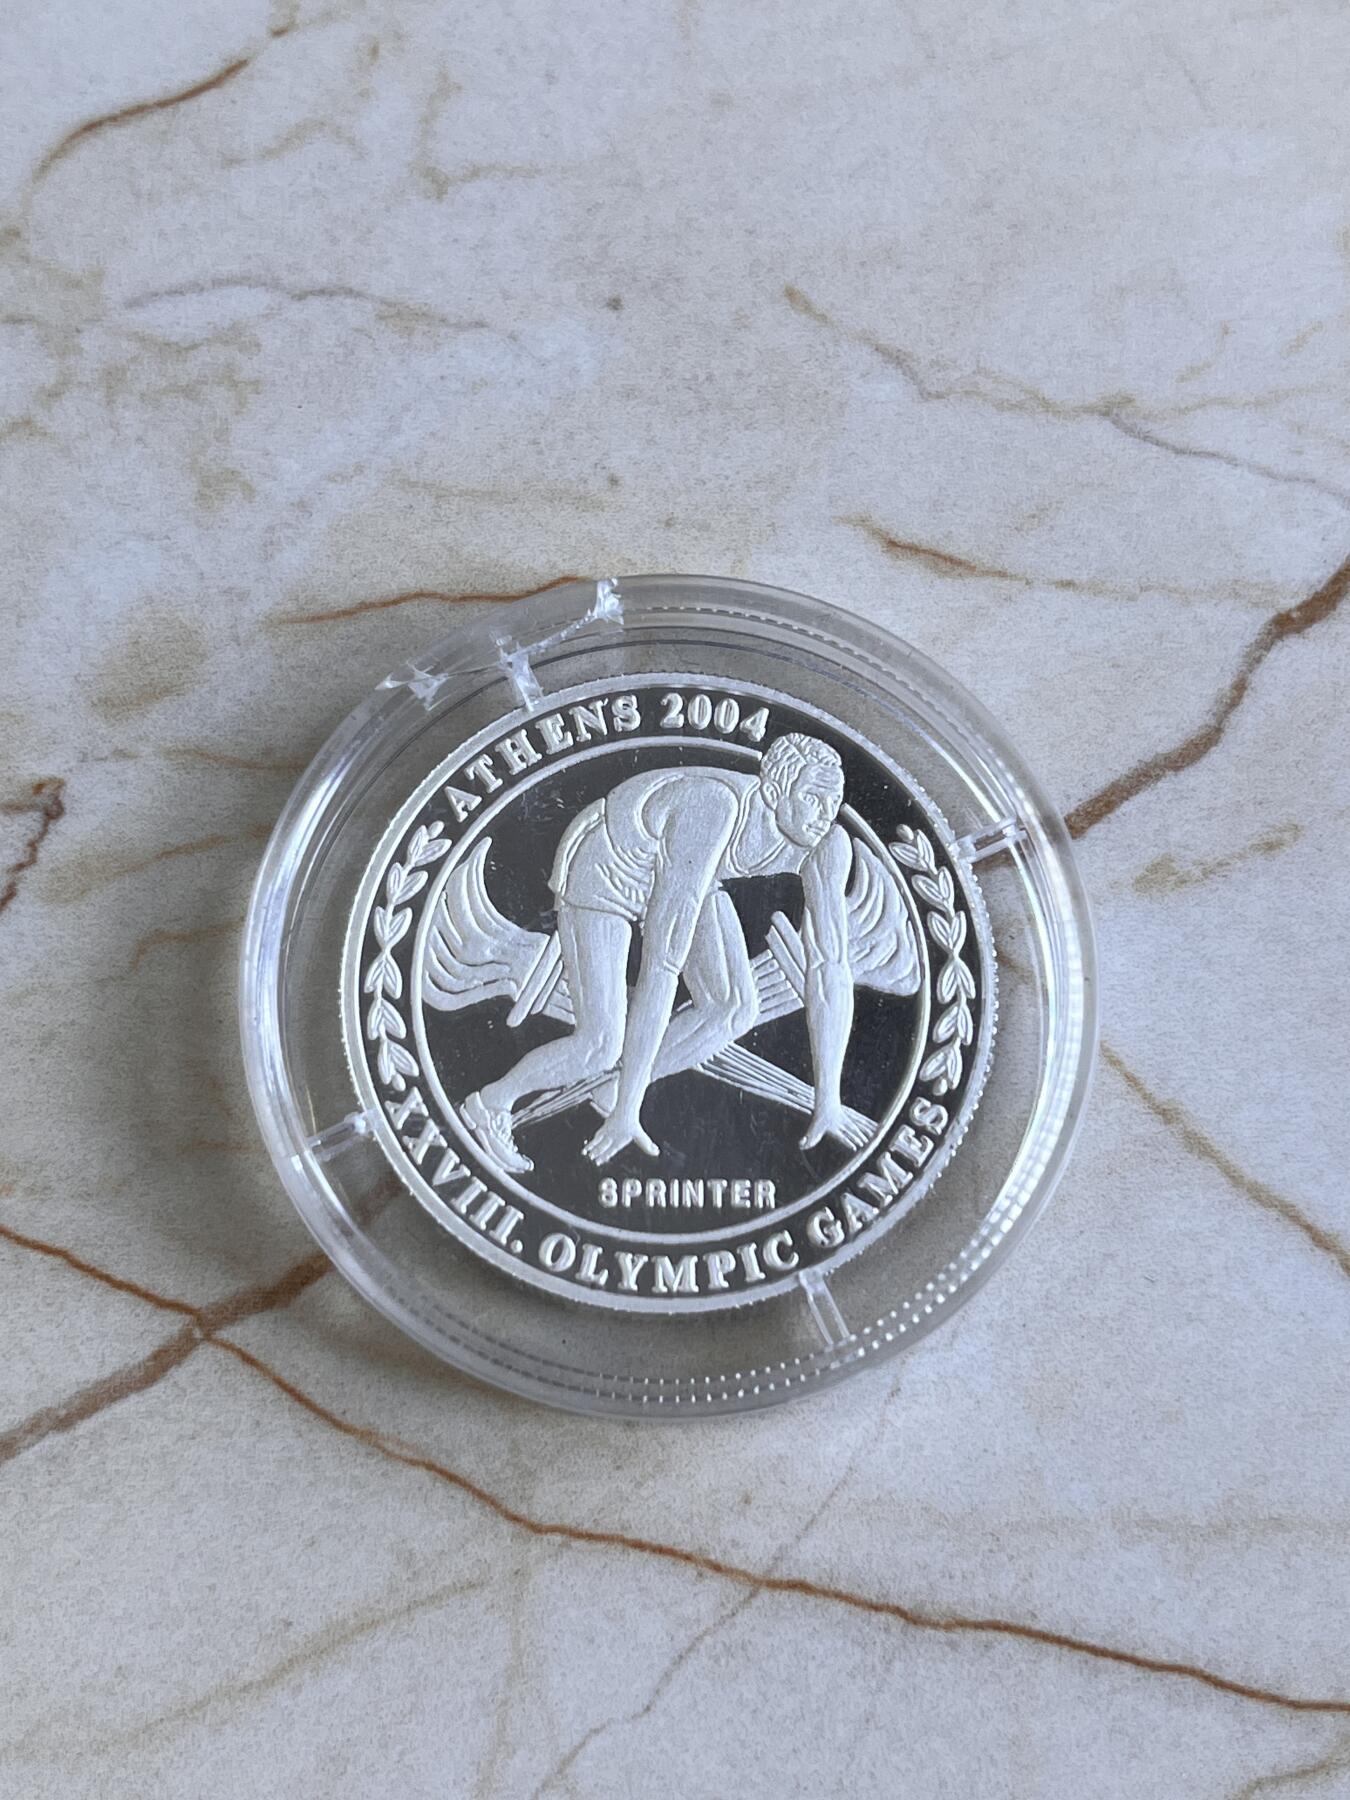 ATHENS 2004
SPRINTER
XXVIII. OLYMPIC GAMES